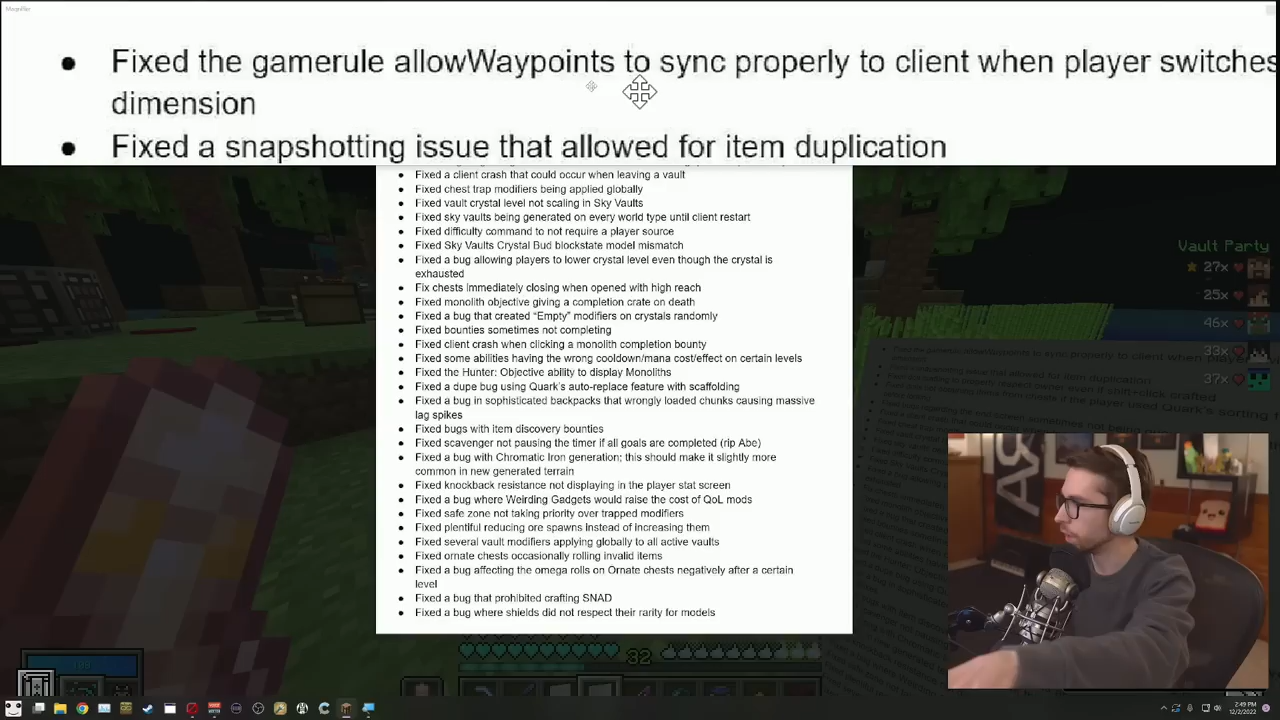 Magnifier
Fixed the gamerule allowWaypoints to sync properly to client when player switches
dimension
Fixed a snapshotting issue that allowed for item duplication
Fixed a client crash that could occur when leaving a vault
Fixed chest trap modifiers being applied globally
Fixed vault crystal level not scaling in Sky Vaults
Fixed sky vaults being generated on every world type until client restart
Fixed difficulty command to not require a player source
Fixed Sky Vaults Crystal Bud blockstate model mismatch
Fixed a bug allowing players to lower crystal level even though the crystal is
exhausted
Fix chests immediately closing when opened with high reach
Fixed monolith objective giving a completion crate on death
Fixed a bug that created “Empty” modifiers on crystals randomly
Fixed bounties sometimes not completing
Fixed client crash when clicking a monolith completion bounty
Fixed some abilities having the wrong cooldown/mana cost/effect on certain levels
Fixed the Hunter: Objective ability to display Monoliths
Fixed a dupe bug using Quark's auto-replace feature with scaffolding
Fixed a bug in sophisticated backpacks that wrongly loaded chunks causing massive
lag spikes
Fixed bugs with item discovery bounties
Fixed scavenger not pausing the timer if all goals are completed (rip Abe)
Fixed a bug with Chromatic Iron generation; this should make it slightly more
common in new generated terrain
Fixed knockback resistance not displaying in the player stat screen
Fixed a bug where Weirding Gadgets would raise the cost of QoL mods
Fixed safe zone not taking priority over trapped modifiers
Fixed plentiful reducing ore spawns instead of increasing them
Fixed several vault modifiers applying globally to all active vaults
Fixed ornate chests occasionally rolling invalid items
Fixed a bug affecting the omega rolls on Ornate chests negatively after a certain
level
Fixed a bug that prohibited crafting SNAD
Fixed a bug where shields did not respect their rarity for models
Vault Party
27x
25x
46x
33x
37x
32
2:49 PM
12/2/2022